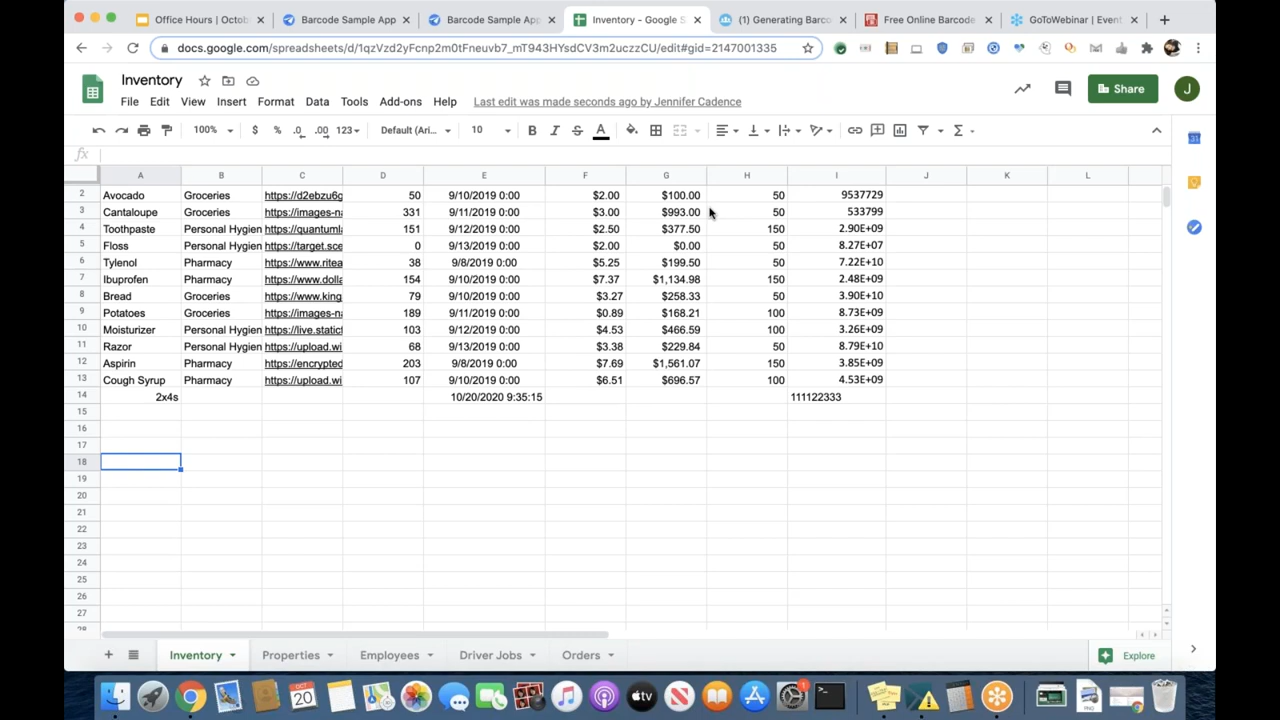 Office Hours | Octob
Barcode Sample App
Barcode Sample App
Inventory - Google S
(1) Generating Barco
Free Online Barcode
GoToWebinar | Event
docs.google.com/spreadsheets/d/1qzVzd2yFcnp2m0tFneuvb7_mT943HYsdCV3m2uczzCU/edit#gid=2147001335
Inventory
File Edit View Insert Format Data Tools Add-ons Help Last edit was made seconds ago by Jennifer Cadence
Share
J
100% $ % .0 .00 123 Default (Ari... 10 B I S A
fx
A B C D E F G H I J K L
2 Avocado Groceries https://d2ebzu6g 50 9/10/2019 0:00 $2.00 $100.00 50 9537729
3 Cantaloupe Groceries https://images-na 331 9/11/2019 0:00 $3.00 $993.00 50 533799
4 Toothpaste Personal Hygien https://quantumla 151 9/12/2019 0:00 $2.50 $377.50 150 2.90E+09
5 Floss Personal Hygien https://target.sce 0 9/13/2019 0:00 $2.00 $0.00 50 8.27E+07
6 Tylenol Pharmacy https://www.ritea 38 9/8/2019 0:00 $5.25 $199.50 50 7.22E+10
7 Ibuprofen Pharmacy https://www.dolla 154 9/10/2019 0:00 $7.37 $1,134.98 150 2.48E+09
8 Bread Groceries https://www.king 79 9/10/2019 0:00 $3.27 $258.33 50 3.90E+10
9 Potatoes Groceries https://images-na 189 9/11/2019 0:00 $0.89 $168.21 100 8.73E+09
10 Moisturizer Personal Hygien https://live.staticf 103 9/12/2019 0:00 $4.53 $466.59 100 3.26E+09
11 Razor Personal Hygien https://upload.wi 68 9/13/2019 0:00 $3.38 $229.84 50 8.79E+10
12 Aspirin Pharmacy https://encrypted 203 9/8/2019 0:00 $7.69 $1,561.07 150 3.85E+09
13 Cough Syrup Pharmacy https://upload.wi 107 9/10/2019 0:00 $6.51 $696.57 100 4.53E+09
14 2x4s 10/20/2020 9:35:15 111122333
15
16
17
18
19
20
21
22
23
24
25
26
27
28
Inventory Properties Employees Driver Jobs Orders Explore
OCT
20
tv
1